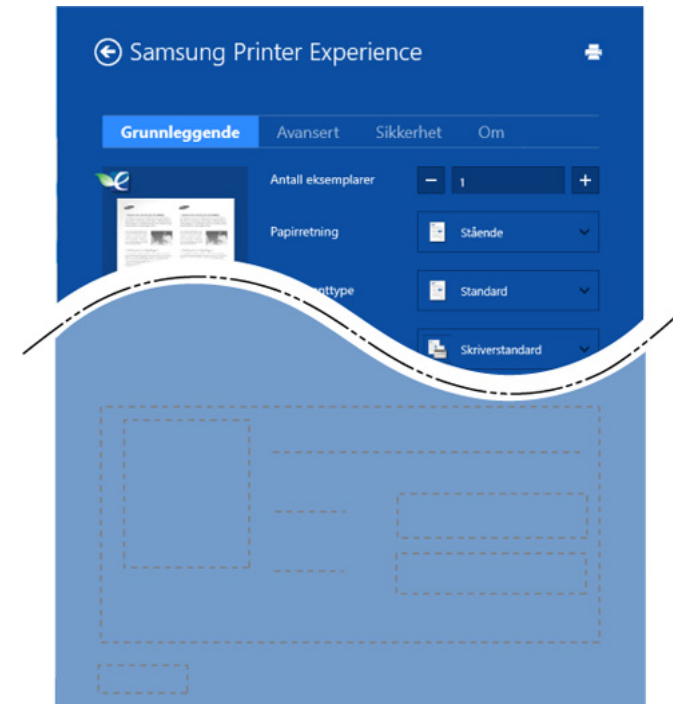 Samsung Printer Experience
Grunnleggende Avansert Sikkerhet Om
Antall eksemplarer 1
Papirretning Stående
Standard
Skriverstandard